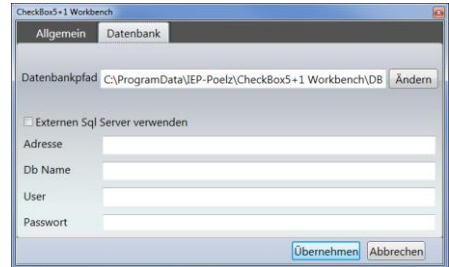 CheckBox5+1 Workbench
Allgemein Datenbank
Datenbankpfad C:\ProgramData\IEP-Poelz\CheckBox5+1 Workbench\DB Ändern
Externen Sql Server verwenden
Adresse
Db Name
User
Passwort
Übernehmen Abbrechen